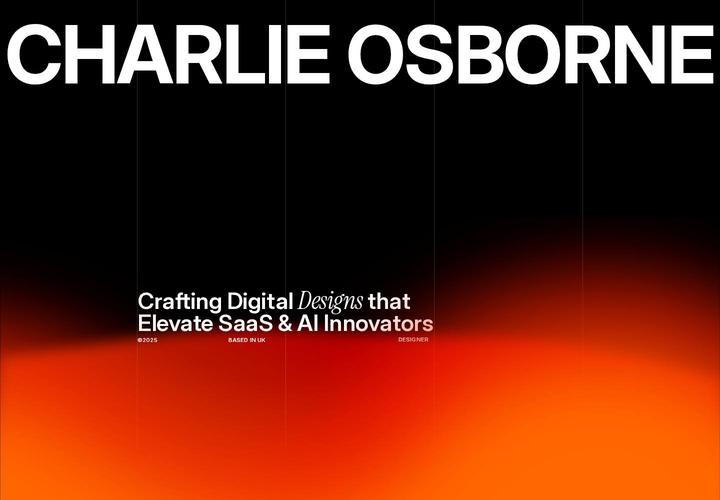 CHARLIE OSBORNE
Crafting Digital Designs that
Elevate SaaS & AI Innovators
©2025 BASED IN UK DESIGNER